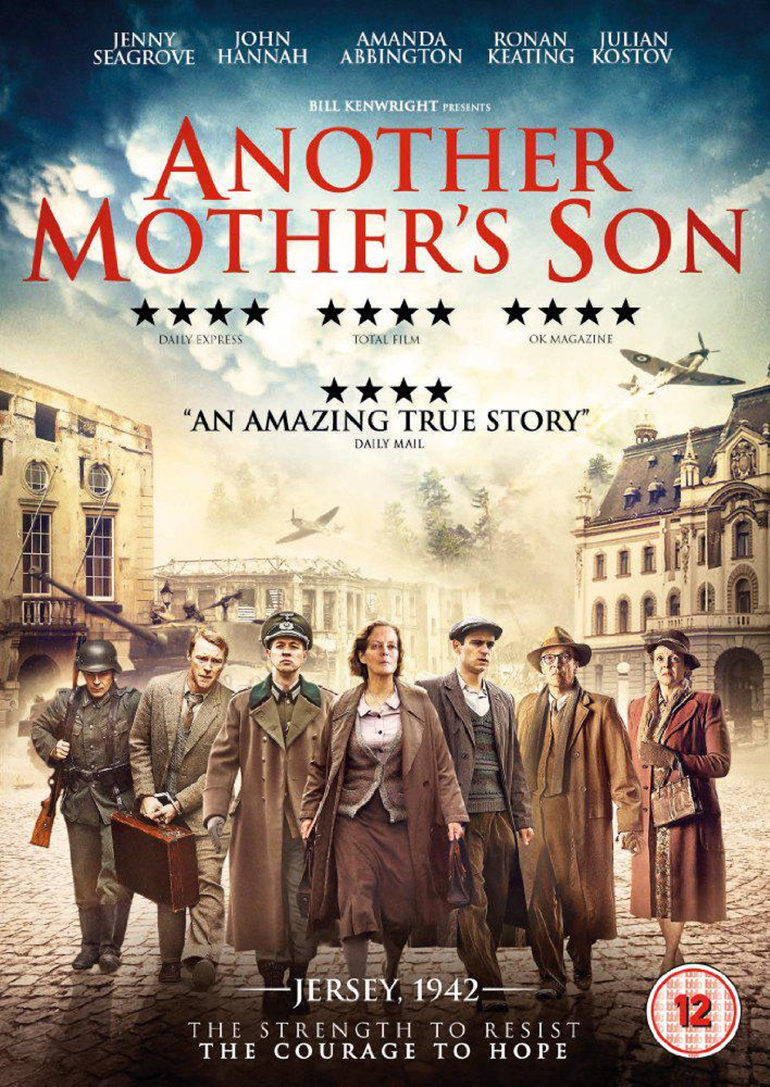 JENNY JOHN AMANDA RONAN JULIAN
SEAGROVE HANNAH ABBINGTON KEATING KOSTOV
BILL KENWRIGHT PRESENTS
ANOTHER
MOTHER'S SON
DAILY EXPRESS TOTAL FILM OK MAGAZINE
"AN AMAZING TRUE STORY"
DAILY MAIL
JERSEY, 1942
THE STRENGTH TO RESIST
THE COURAGE TO HOPE
12